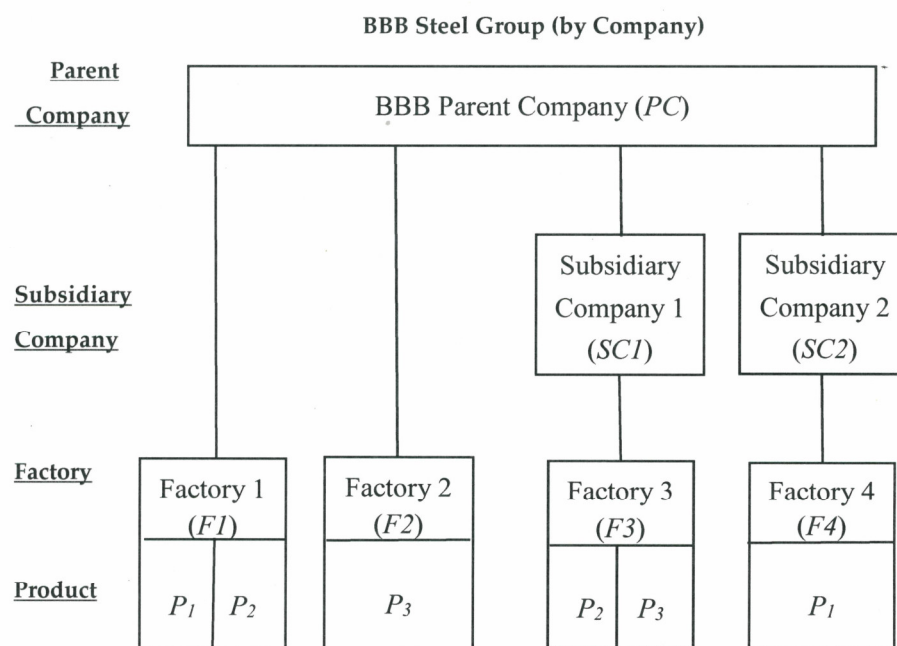 BBB Steel Group (by Company)
Parent
Company
BBB Parent Company (PC)
Subsidiary
Company
Subsidiary
Company 1
(SC1)
Subsidiary
Company 2
(SC2)
Factory
Factory 1
(F1)
Factory 2
(F2)
Factory 3
(F3)
Factory 4
(F4)
Product
P1 P2
P3
P2 P3
P1